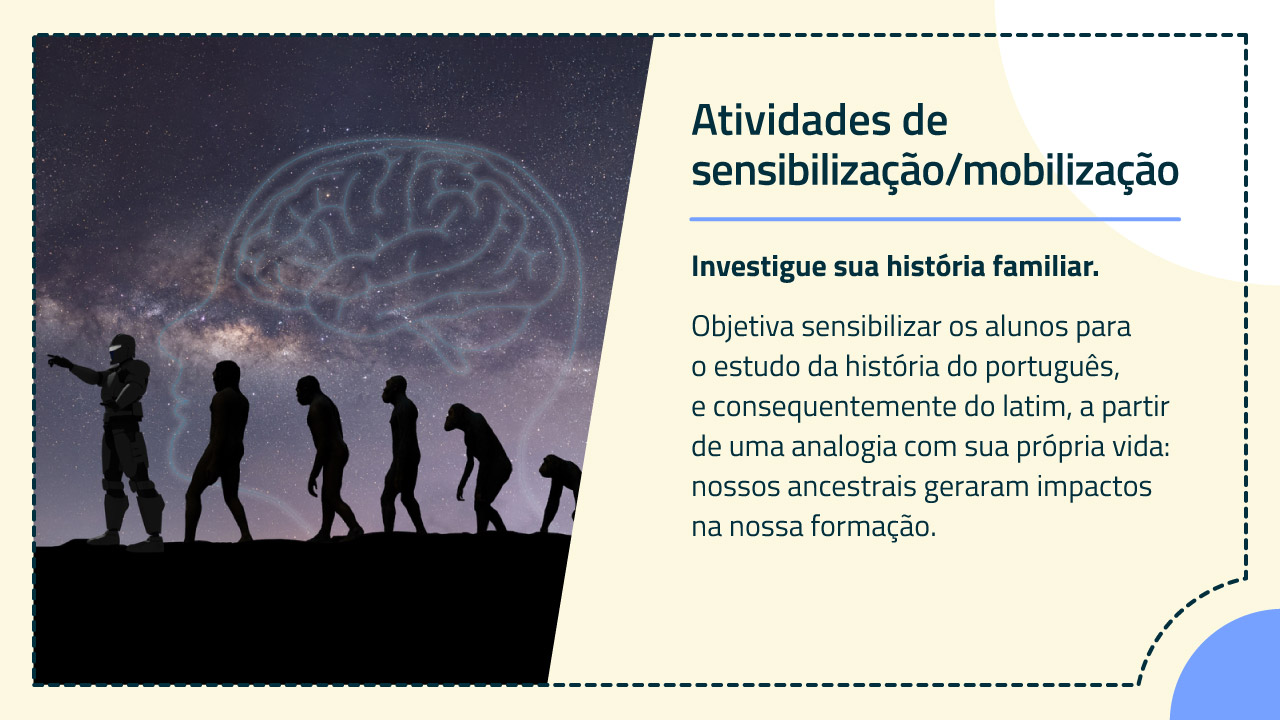 Atividades de
sensibilização/mobilização
Investigue sua história familiar.
Objetiva sensibilizar os alunos para
o estudo da história do português,
e consequentemente do latim, a partir
de uma analogia com sua própria vida:
nossos ancestrais geraram impactos
na nossa formação.